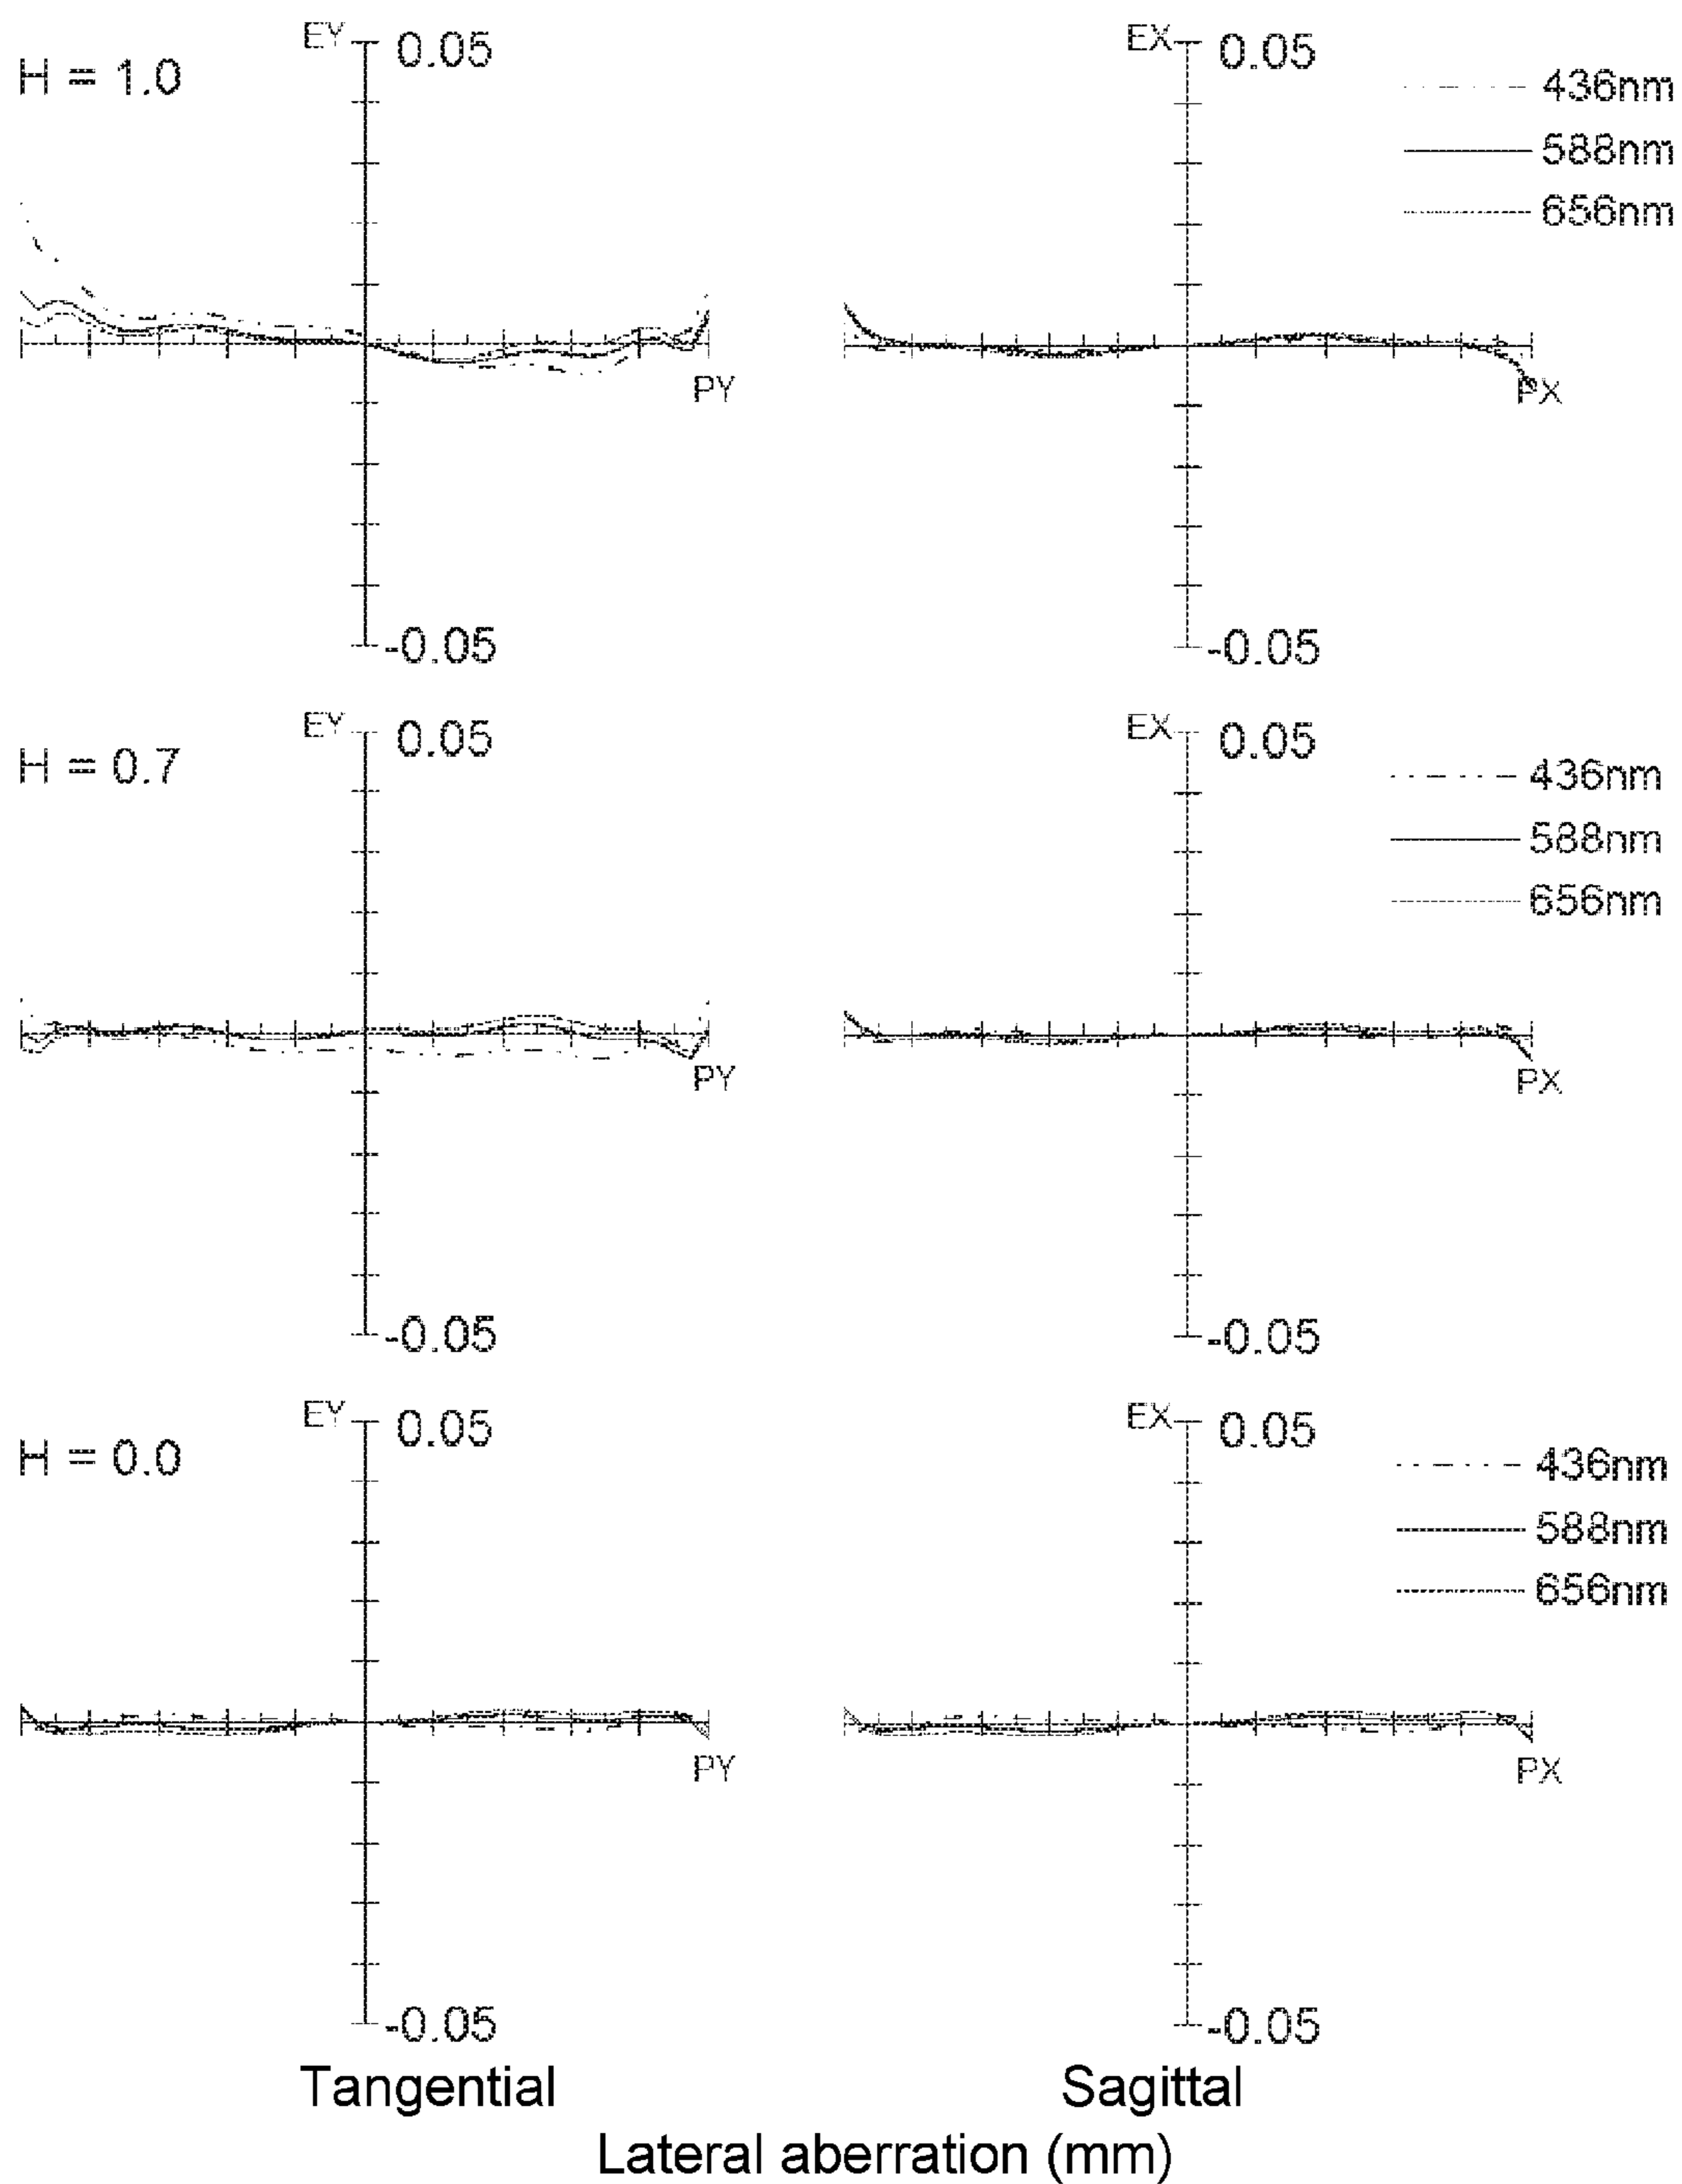 EY 0.05 EX 0.05
H = 1.0
436nm
588nm
656nm
PY PX
-0.05 -0.05
EY 0.05 EX 0.05
H = 0.7
436nm
588nm
656nm
PY PX
-0.05 -0.05
EY 0.05 EX 0.05
H = 0.0
436nm
588nm
656nm
PY PX
-0.05 -0.05
Tangential Sagittal
Lateral aberration (mm)